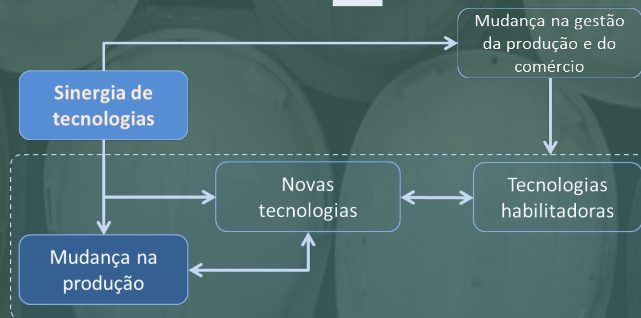 Mudança na gestão
da produção e do
comércio
Sinergia de
tecnologias
Novas
tecnologias
Tecnologias
habilitadoras
Mudança na
produção